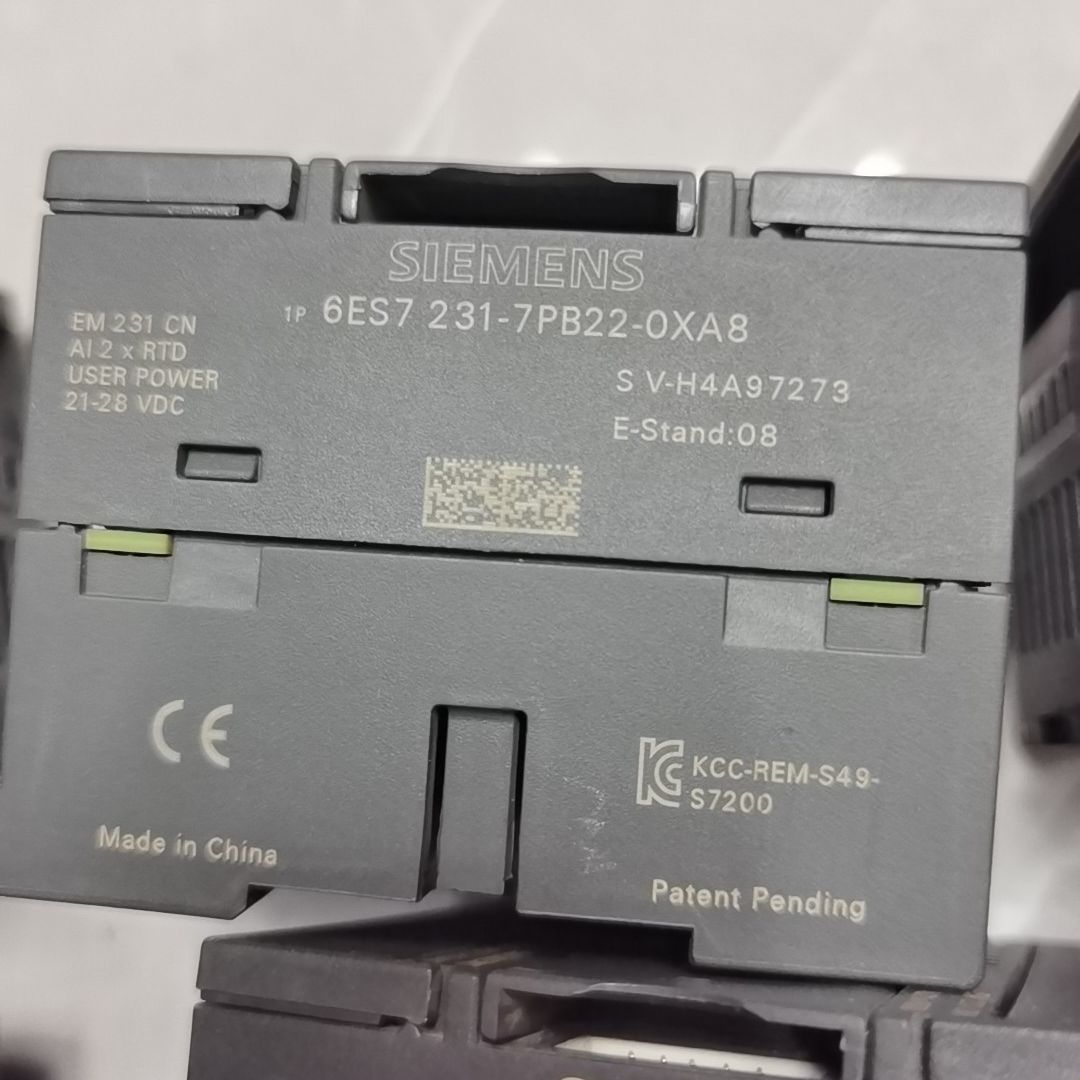 SIEMENS
1P 6ES7 231-7PB22-0XA8
EM 231 CN
AI 2 x RTD
USER POWER
21-28 VDC
S V-H4A97273
E-Stand:08
CE
KCC-REM-S49-
S7200
Made in China
Patent Pending